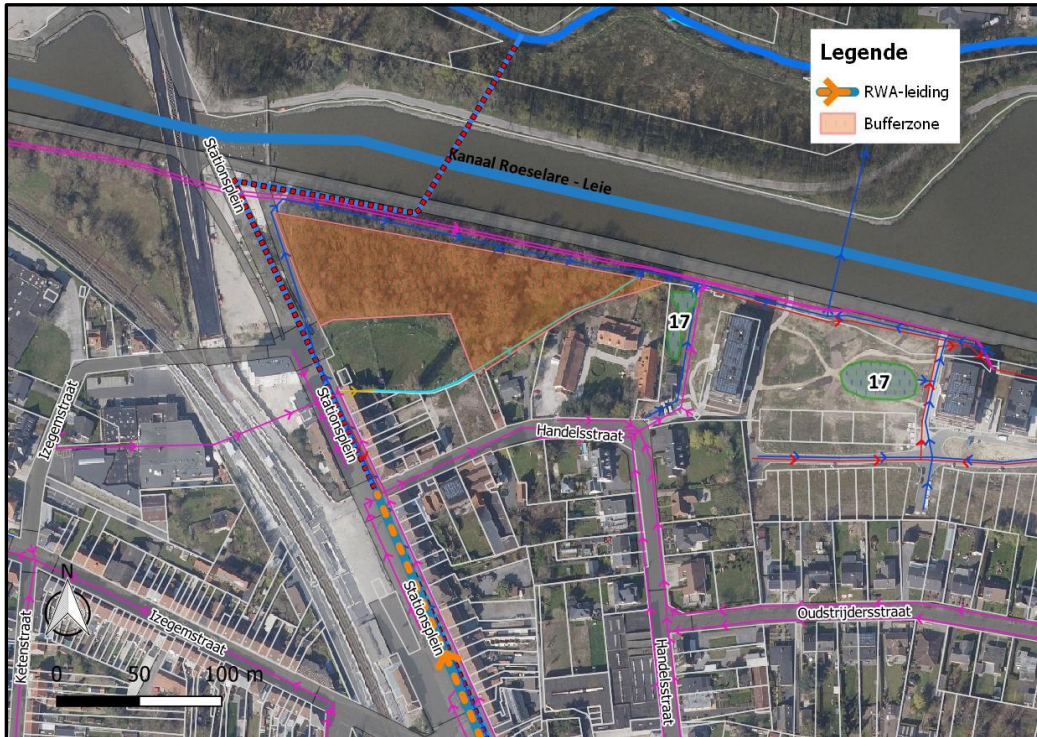 Legende
RWA-leiding
Bufferzone
Kanaal Roeselare - Leie
Stationsplein
Izegemstraat
17
17
Stationsplein
Handelsstraat
Stationsplein
N
Ketenstraat
Izegemstraat
Oudstrijdersstraat
Handelsstraat
0 50 100 m